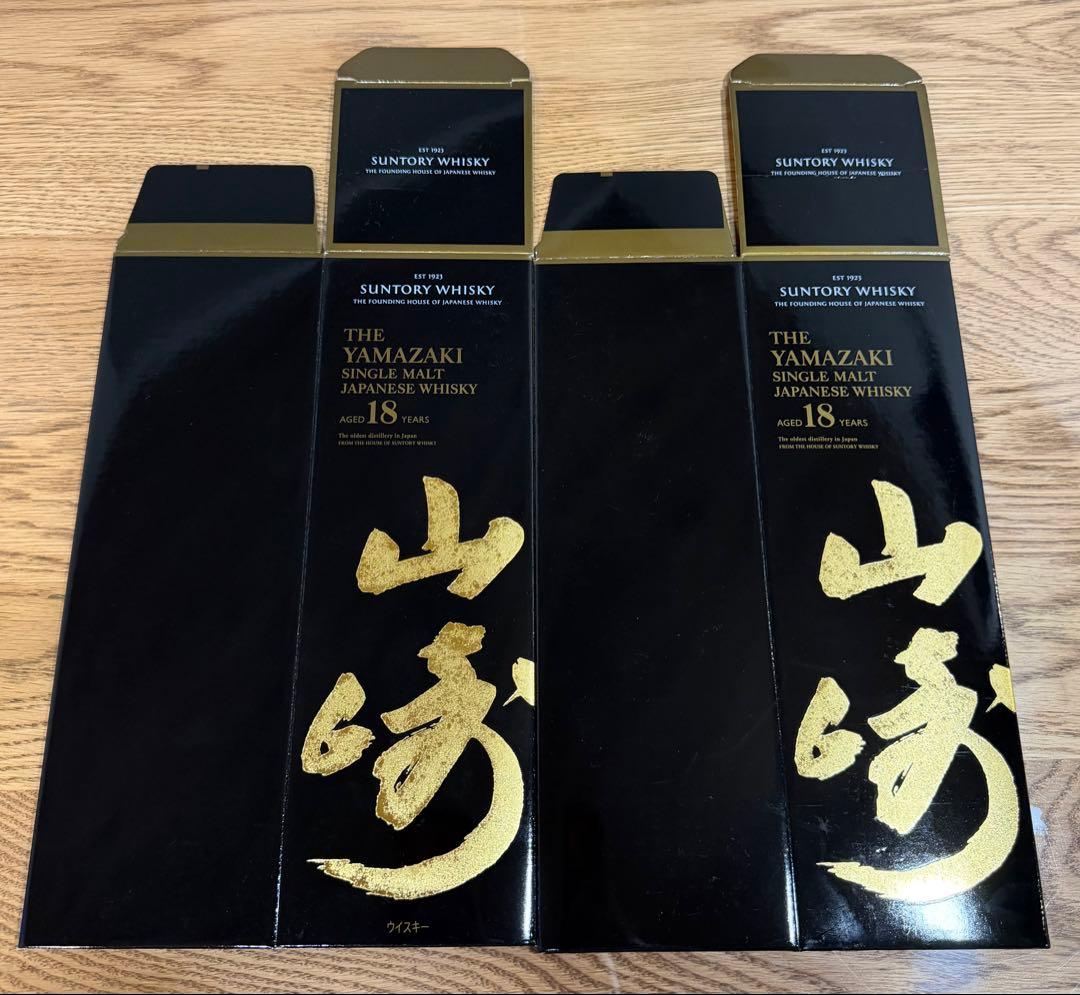 EST 1923
SUNTORY WHISKY
THE FOUNDING HOUSE OF JAPANESE WHISKY
EST 1923
SUNTORY WHISKY
THE FOUNDING HOUSE OF JAPANESE WHISKY
THE
YAMAZAKI
SINGLE MALT
JAPANESE WHISKY
AGED 18 YEARS
The oldest distillery in Japan
FROM THE HOUSE OF SUNTORY WHISKY
山
崎
ウイスキー
EST 1923
SUNTORY WHISKY
THE FOUNDING HOUSE OF JAPANESE WHISKY
EST 1923
SUNTORY WHISKY
THE FOUNDING HOUSE OF JAPANESE WHISKY
THE
YAMAZAKI
SINGLE MALT
JAPANESE WHISKY
AGED 18 YEARS
The oldest distillery in Japan
FROM THE HOUSE OF SUNTORY WHISKY
山
崎